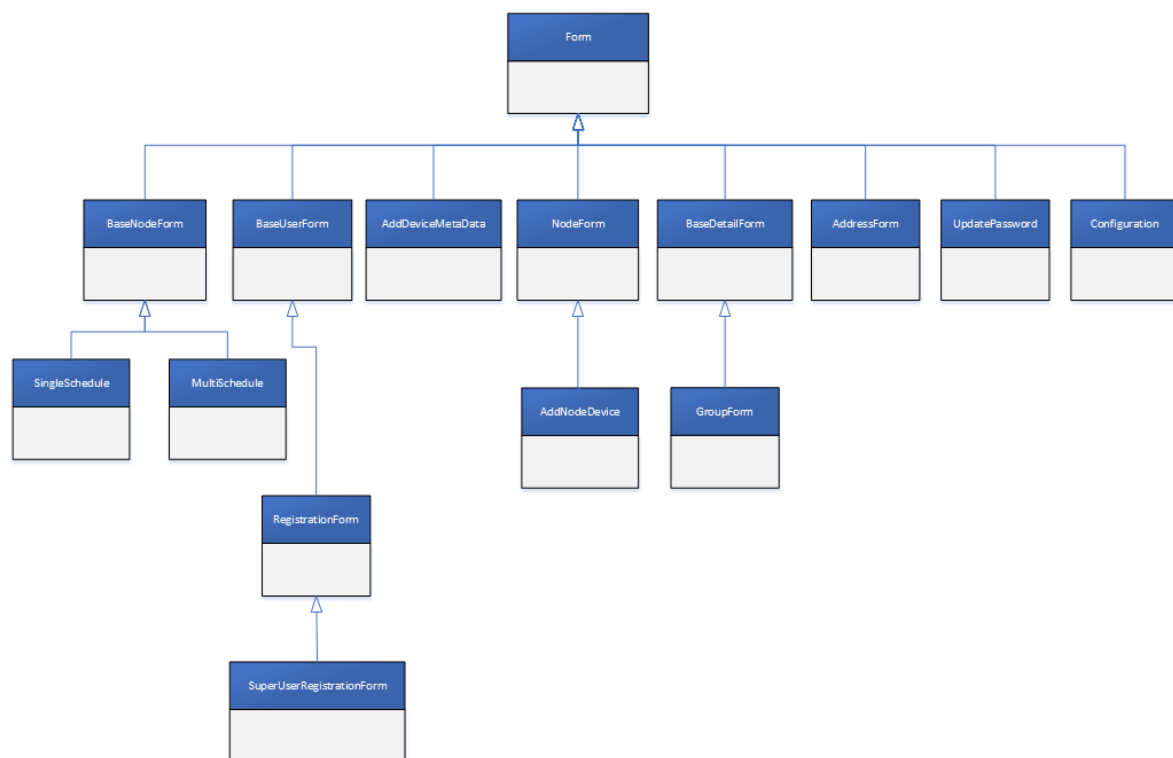 Form
BaseNodeForm
BaseUserForm
AddDeviceMetaData
NodeForm
BaseDetailForm
AddressForm
UpdatePassword
Configuration
SingleSchedule
MultiSchedule
AddNodeDevice
GroupForm
RegistrationForm
SuperUserRegistrationForm